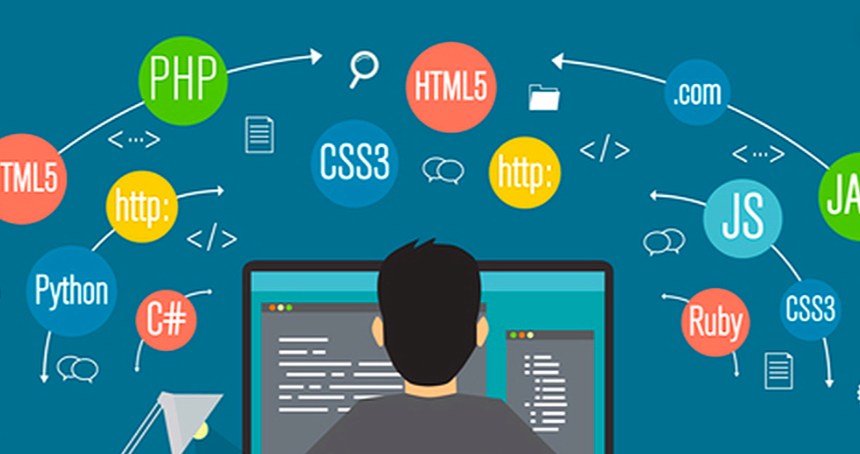 PHP
HTML5
.com
<···>
TML5
CSS3
http:
</>
<···>
http:
JS
JA
</>
Python
C#
Ruby
CSS3